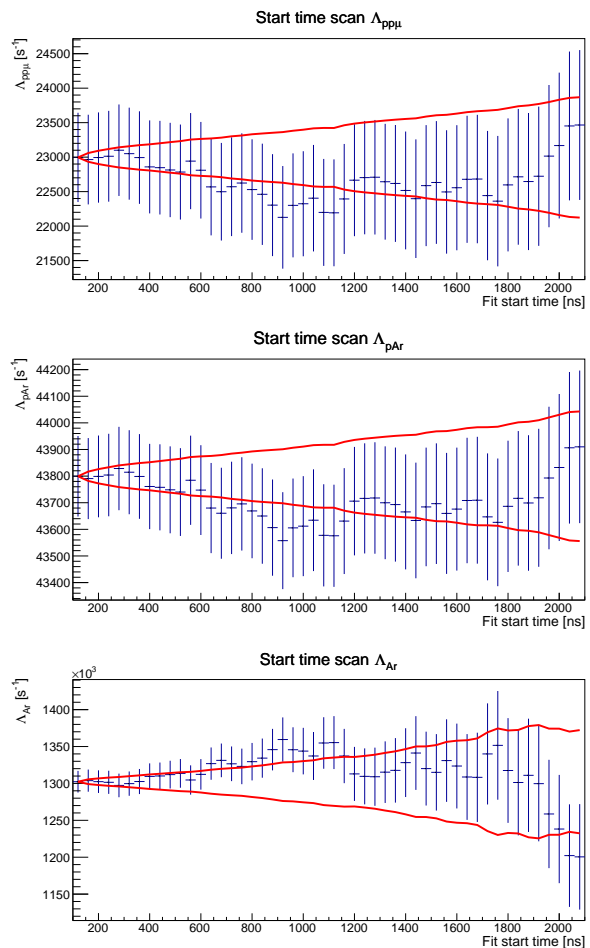 Start time scan Λppμ
Λppμ [s⁻¹]
24500
24000
23500
23000
22500
22000
21500
200 400 600 800 1000 1200 1400 1600 1800 2000
Fit start time [ns]
Start time scan ΛpAr
ΛpAr [s⁻¹]
44200
44100
44000
43900
43800
43700
43600
43500
43400
200 400 600 800 1000 1200 1400 1600 1800 2000
Fit start time [ns]
Start time scan ΛAr
×10³
ΛAr [s⁻¹]
1400
1350
1300
1250
1200
1150
200 400 600 800 1000 1200 1400 1600 1800 2000
Fit start time [ns]